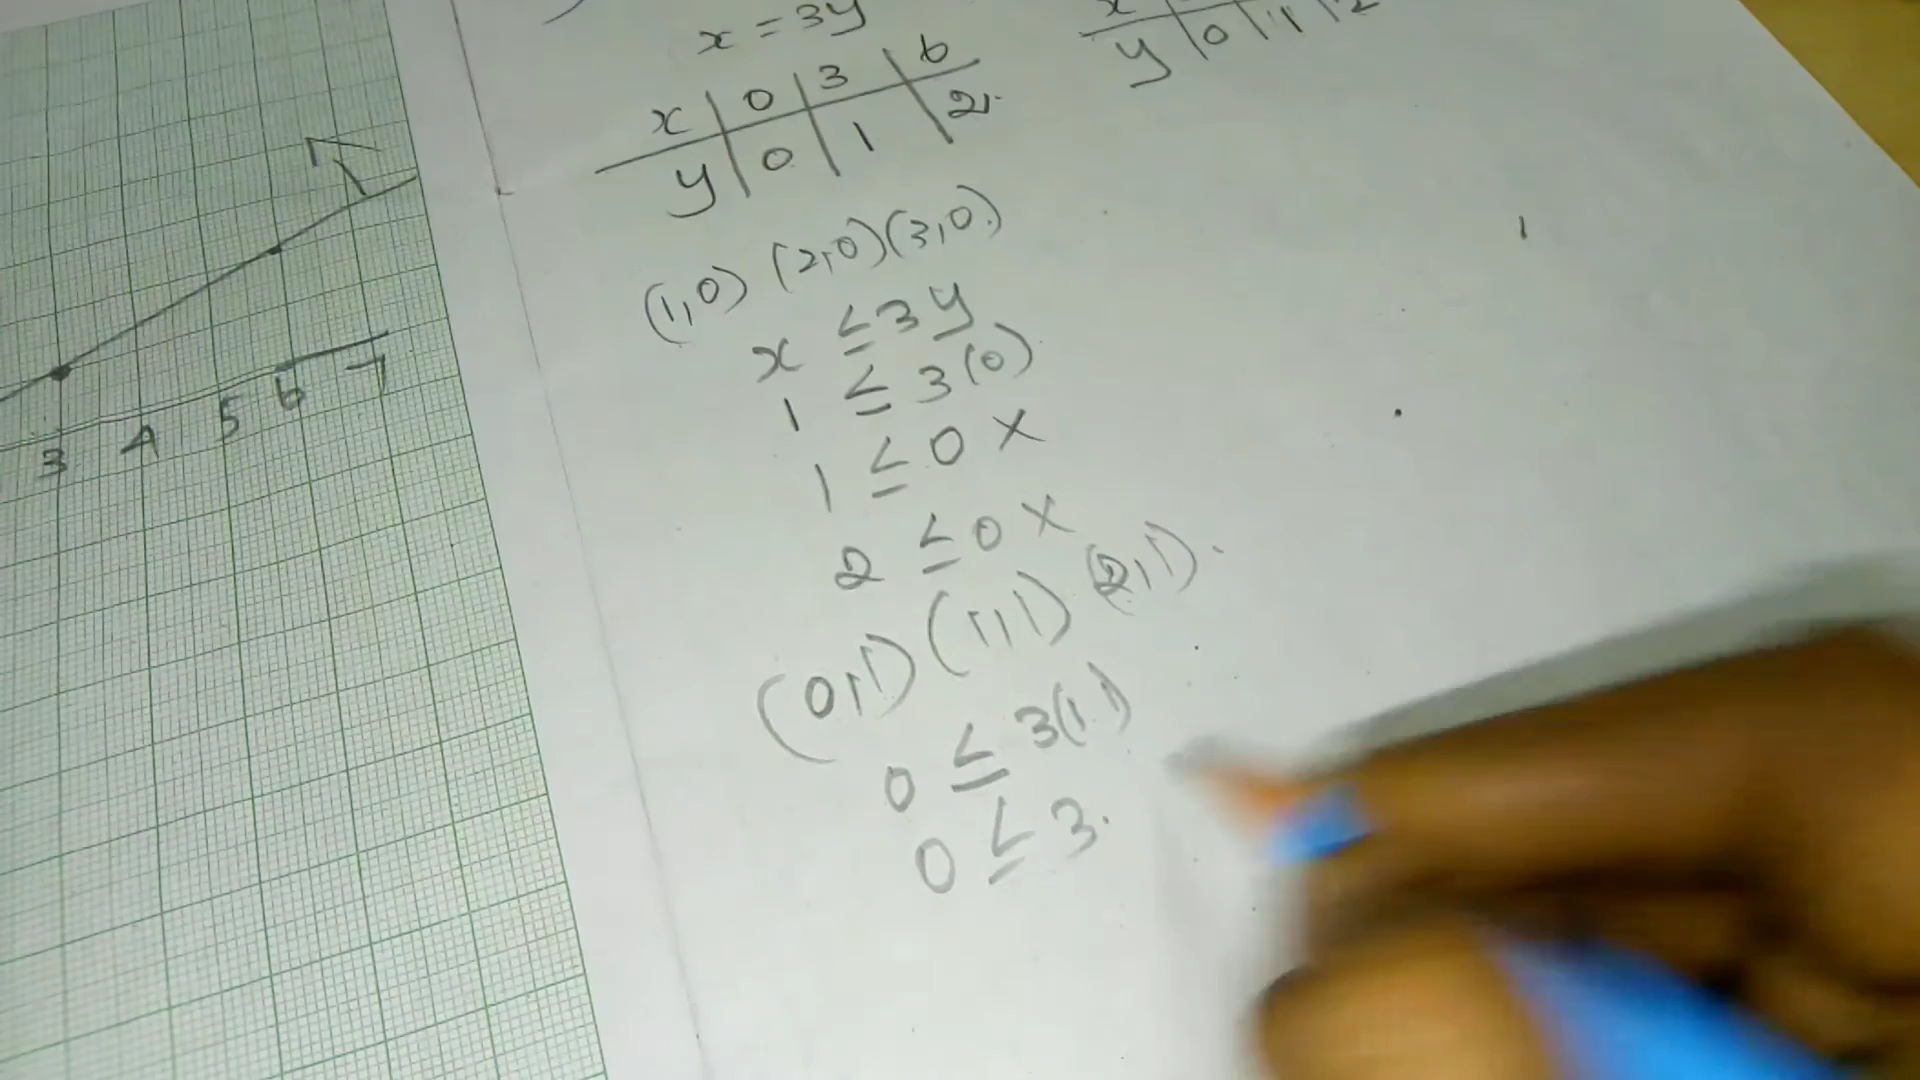 x = 3y
x | 0 | 3 | 6
y | 0 | 1 | 2
y | 0 | 1 | 2
(1,0) (2,0) (3,0)
x ≤ 3y
1 ≤ 3(0)
1 ≤ 0 ×
2 ≤ 0 ×
(0,1) (1,1) (2,1).
0 ≤ 3(1)
0 ≤ 3.
3 4 5 6 7